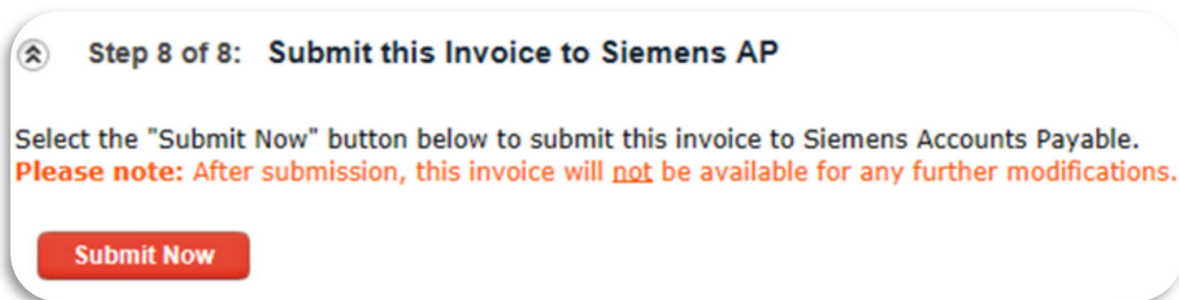 Step 8 of 8: Submit this Invoice to Siemens AP
Select the "Submit Now" button below to submit this invoice to Siemens Accounts Payable.
Please note: After submission, this invoice will not be available for any further modifications.
Submit Now